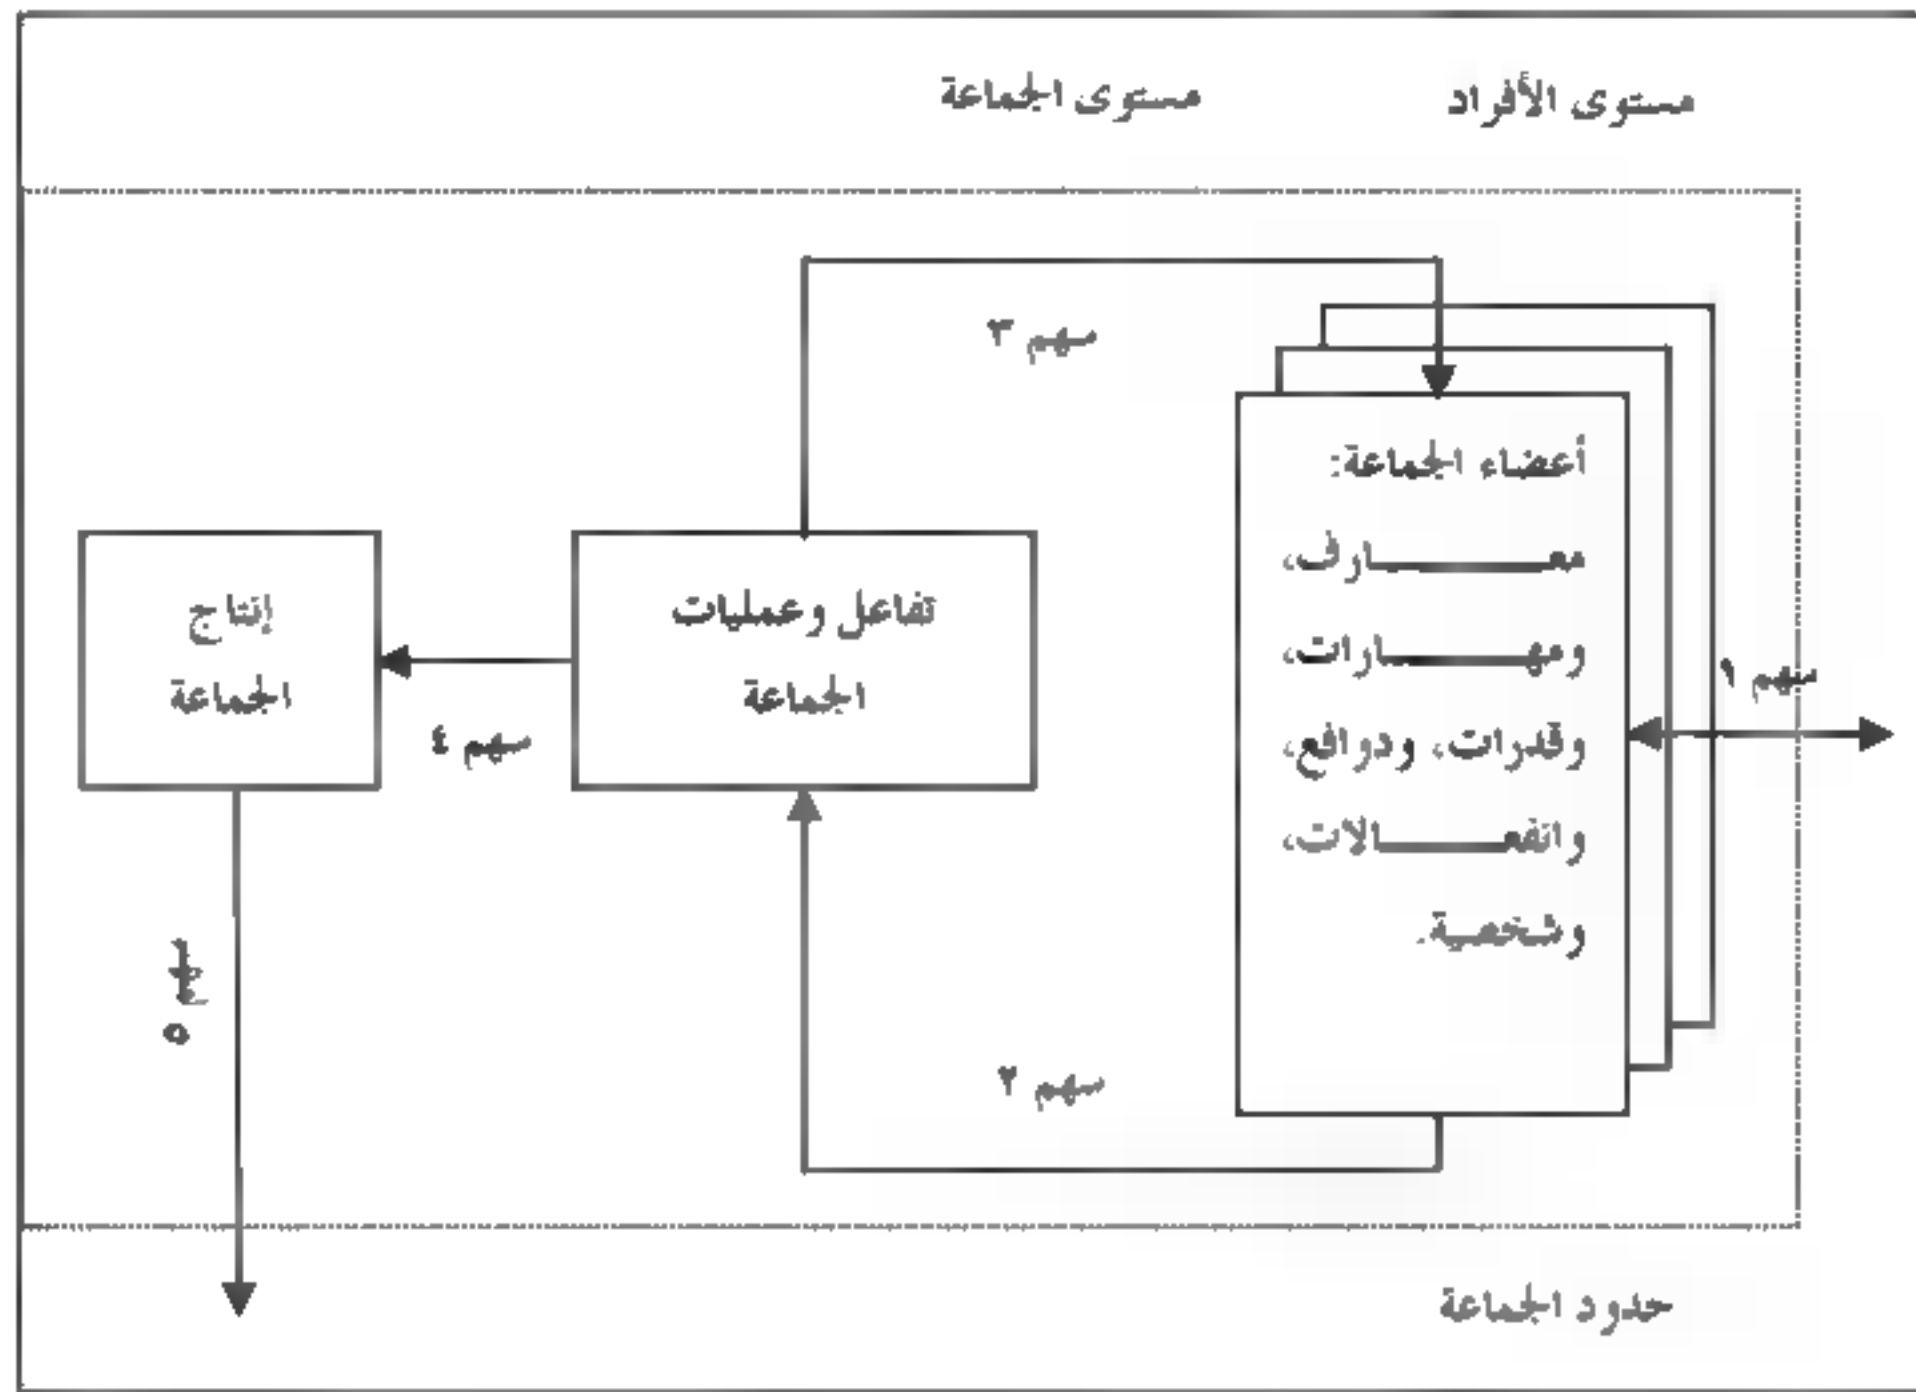 مستوى الأفراد
مستوى الجماعة
سهم ٣
أعضاء الجماعة:
معـــــارف،
ومهـــــارات،
وقدرات، ودوافع،
وانفعـــــالات،
وشخصية.
سهم ١
تفاعل وعمليات
الجماعة
إنتاج
الجماعة
سهم ٤
سهم ٢
سهم
٥
حدود الجماعة